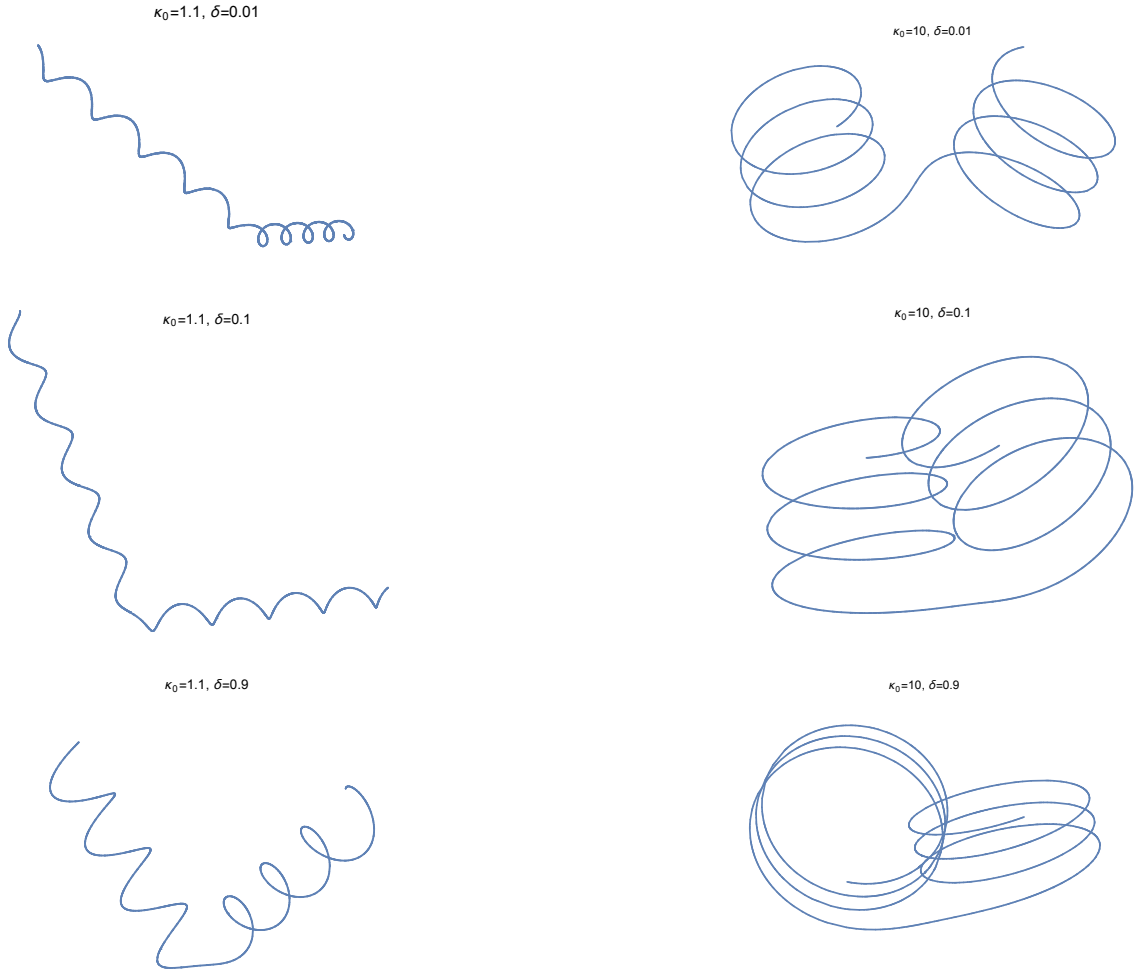 κ₀=1.1, δ=0.01
κ₀=10, δ=0.01
κ₀=1.1, δ=0.1
κ₀=10, δ=0.1
κ₀=1.1, δ=0.9
κ₀=10, δ=0.9